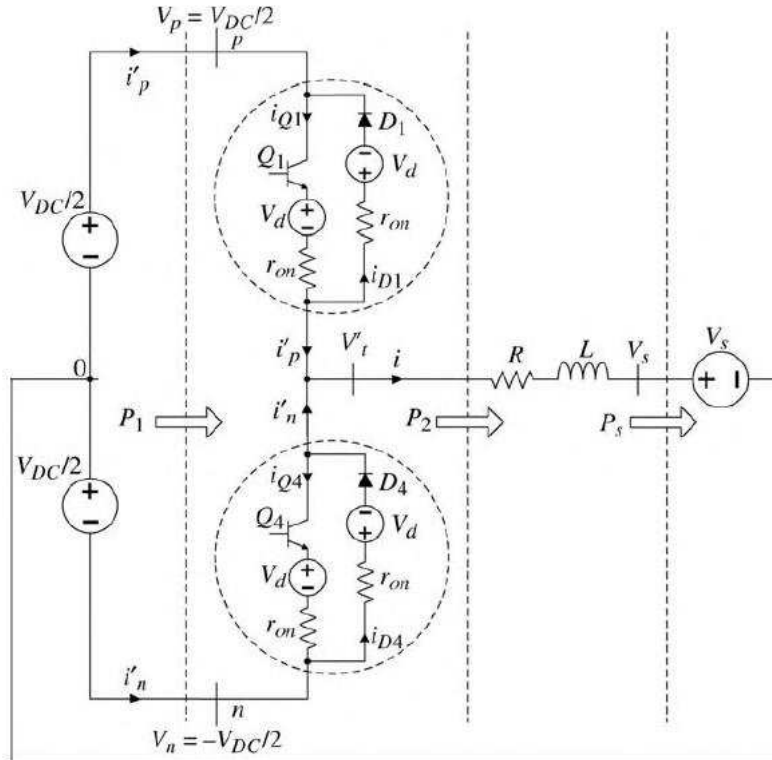 V_p = V_DC/2
p
i'_p
i_Q1
D_1
Q_1
V_d
V_DC/2
V_d
r_on
r_on
i_D1
i'_p
V'_t
i
R
L
V_s
V_s
0
P_1
i'_n
P_2
P_s
V_DC/2
i_Q4
D_4
Q_4
V_d
V_d
r_on
r_on
i_D4
i'_n
n
V_n = −V_DC/2